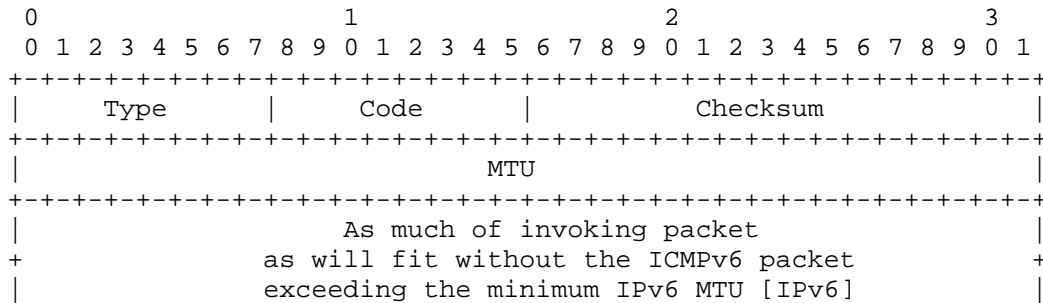 0                   1                   2                   3
 0 1 2 3 4 5 6 7 8 9 0 1 2 3 4 5 6 7 8 9 0 1 2 3 4 5 6 7 8 9 0 1
+-+-+-+-+-+-+-+-+-+-+-+-+-+-+-+-+-+-+-+-+-+-+-+-+-+-+-+-+-+-+-+-+
|     Type      |     Code      |          Checksum             |
+-+-+-+-+-+-+-+-+-+-+-+-+-+-+-+-+-+-+-+-+-+-+-+-+-+-+-+-+-+-+-+-+
|                             MTU                               |
+-+-+-+-+-+-+-+-+-+-+-+-+-+-+-+-+-+-+-+-+-+-+-+-+-+-+-+-+-+-+-+-+
|                    As much of invoking packet                 |
+               as will fit without the ICMPv6 packet           +
|               exceeding the minimum IPv6 MTU [IPv6]           |